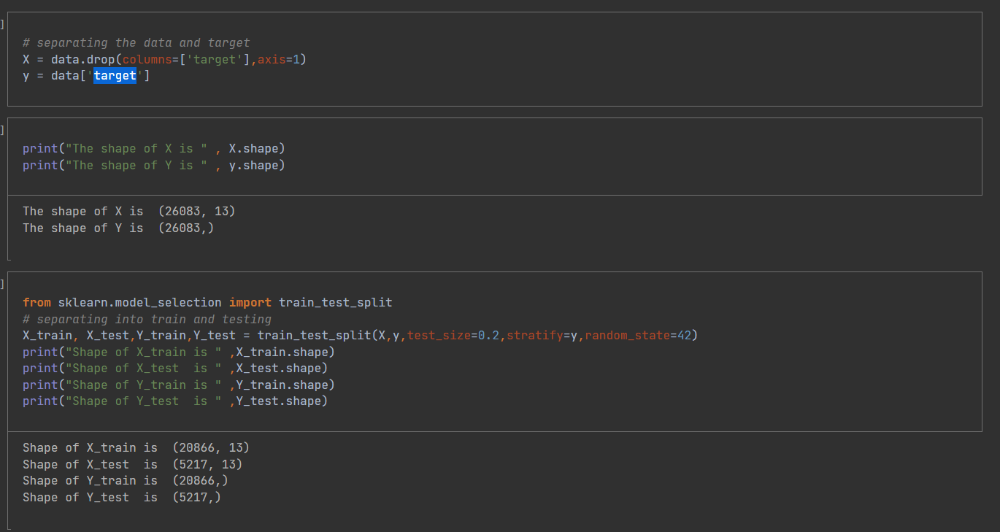 ]
# separating the data and target
X = data.drop(columns=['target'],axis=1)
y = data['target']
]
print("The shape of X is " , X.shape)
print("The shape of Y is " , y.shape)
The shape of X is  (26083, 13)
The shape of Y is  (26083,)
]
from sklearn.model_selection import train_test_split
# separating into train and testing
X_train, X_test,Y_train,Y_test = train_test_split(X,y,test_size=0.2,stratify=y,random_state=42)
print("Shape of X_train is " ,X_train.shape)
print("Shape of X_test  is " ,X_test.shape)
print("Shape of Y_train is " ,Y_train.shape)
print("Shape of Y_test  is " ,Y_test.shape)
Shape of X_train is  (20866, 13)
Shape of X_test  is  (5217, 13)
Shape of Y_train is  (20866,)
Shape of Y_test  is  (5217,)